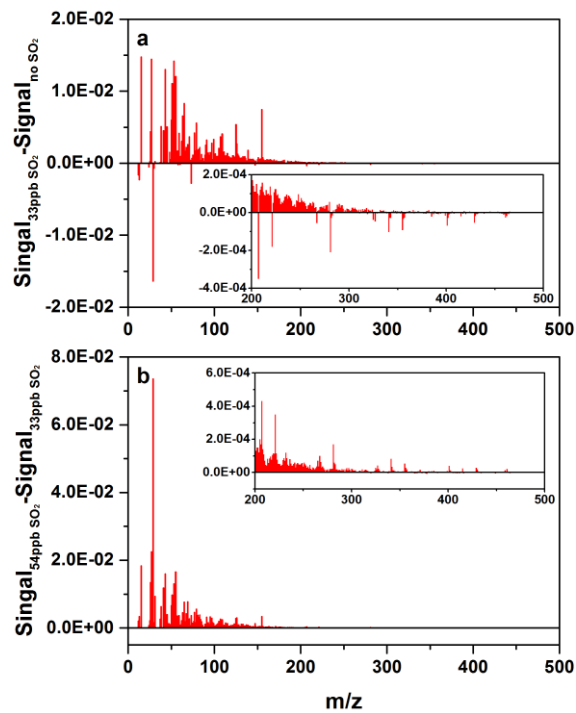 2.0E-02
a
1.0E-02
0.0E+00
-1.0E-02
-2.0E-02
Singal33ppb SO2-Signalno SO2
2.0E-04
0.0E+00
-2.0E-04
-4.0E-04
200 300 400 500
0 100 200 300 400 500
8.0E-02
b
6.0E-02
4.0E-02
2.0E-02
0.0E+00
Singal54ppb SO2-Signal33ppb SO2
6.0E-04
4.0E-04
2.0E-04
0.0E+00
200 300 400 500
0 100 200 300 400 500
m/z